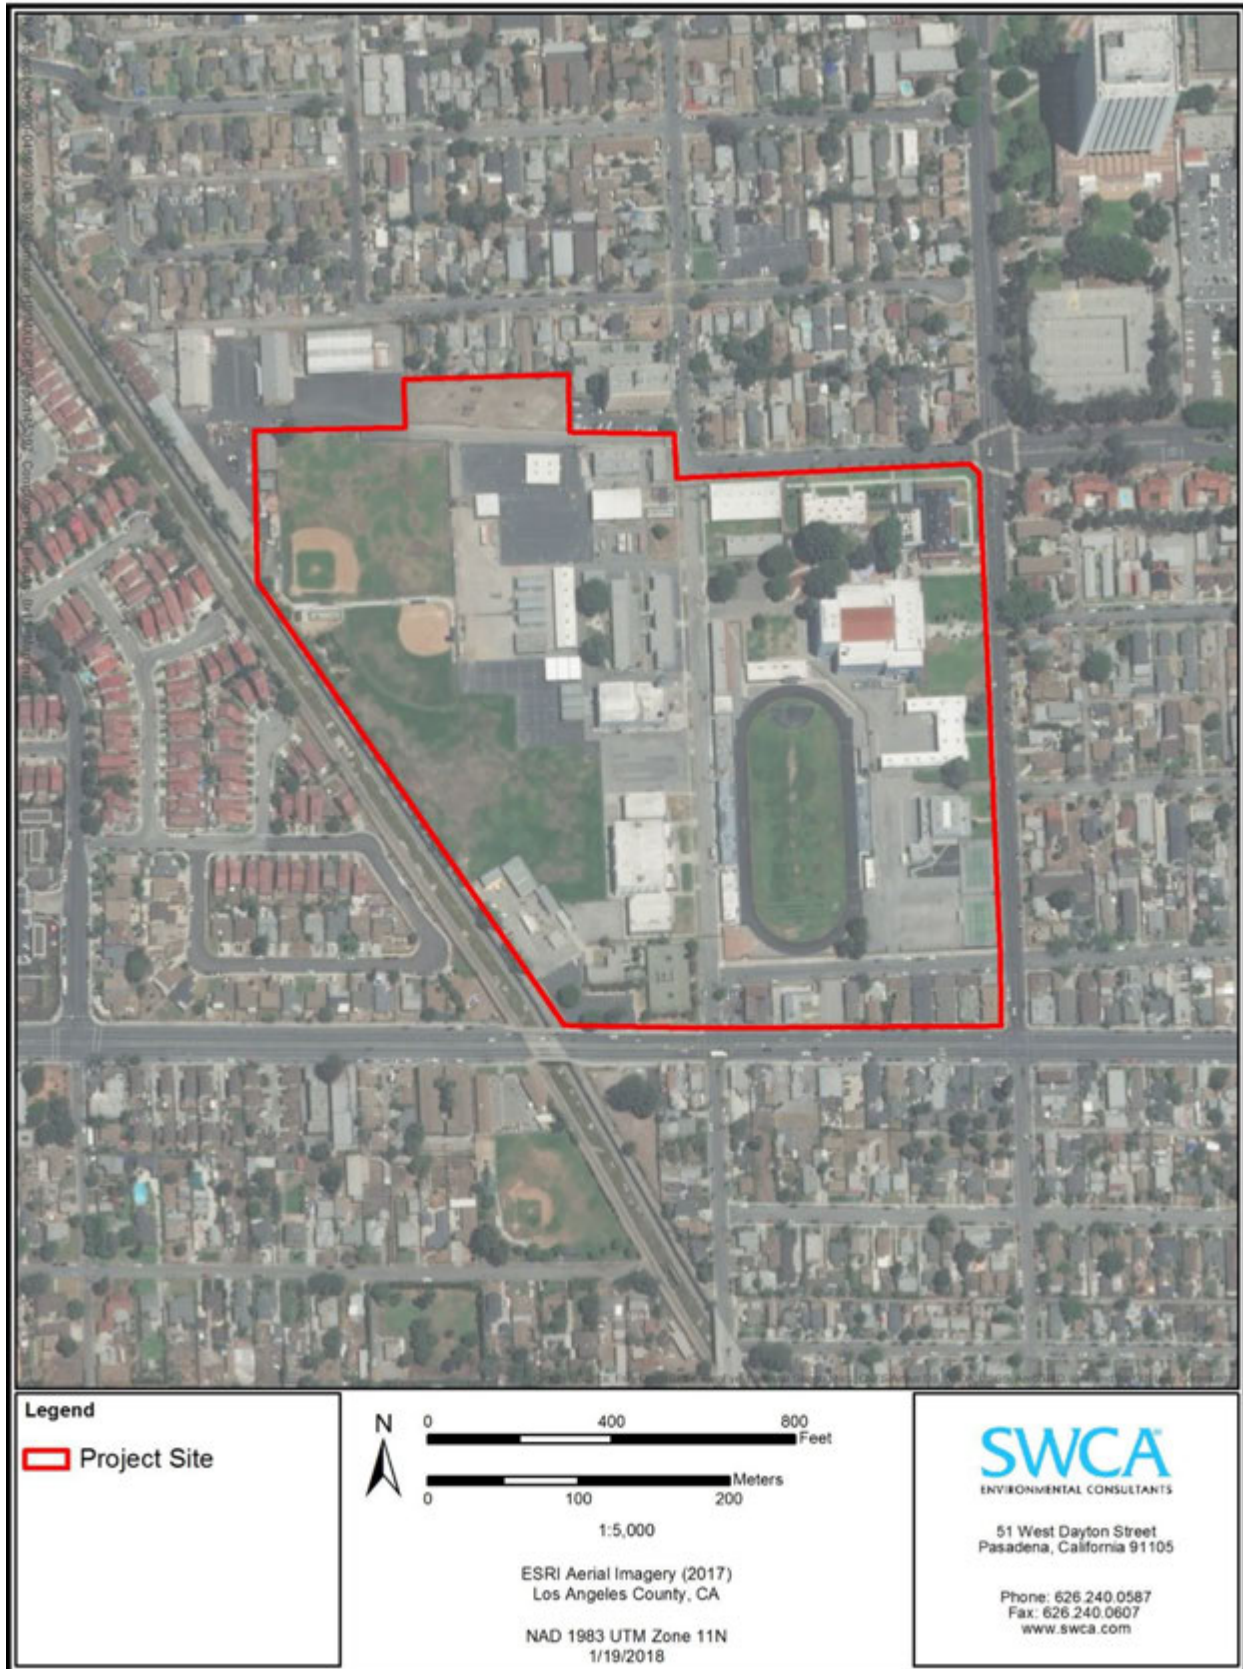 Legend
Project Site
N
0 400 800
Feet
Meters
0 100 200
1:5,000
ESRI Aerial Imagery (2017)
Los Angeles County, CA
NAD 1983 UTM Zone 11N
1/19/2018
SWCA
ENVIRONMENTAL CONSULTANTS
51 West Dayton Street
Pasadena, California 91105
Phone: 626.240.0587
Fax: 626.240.0607
www.swca.com